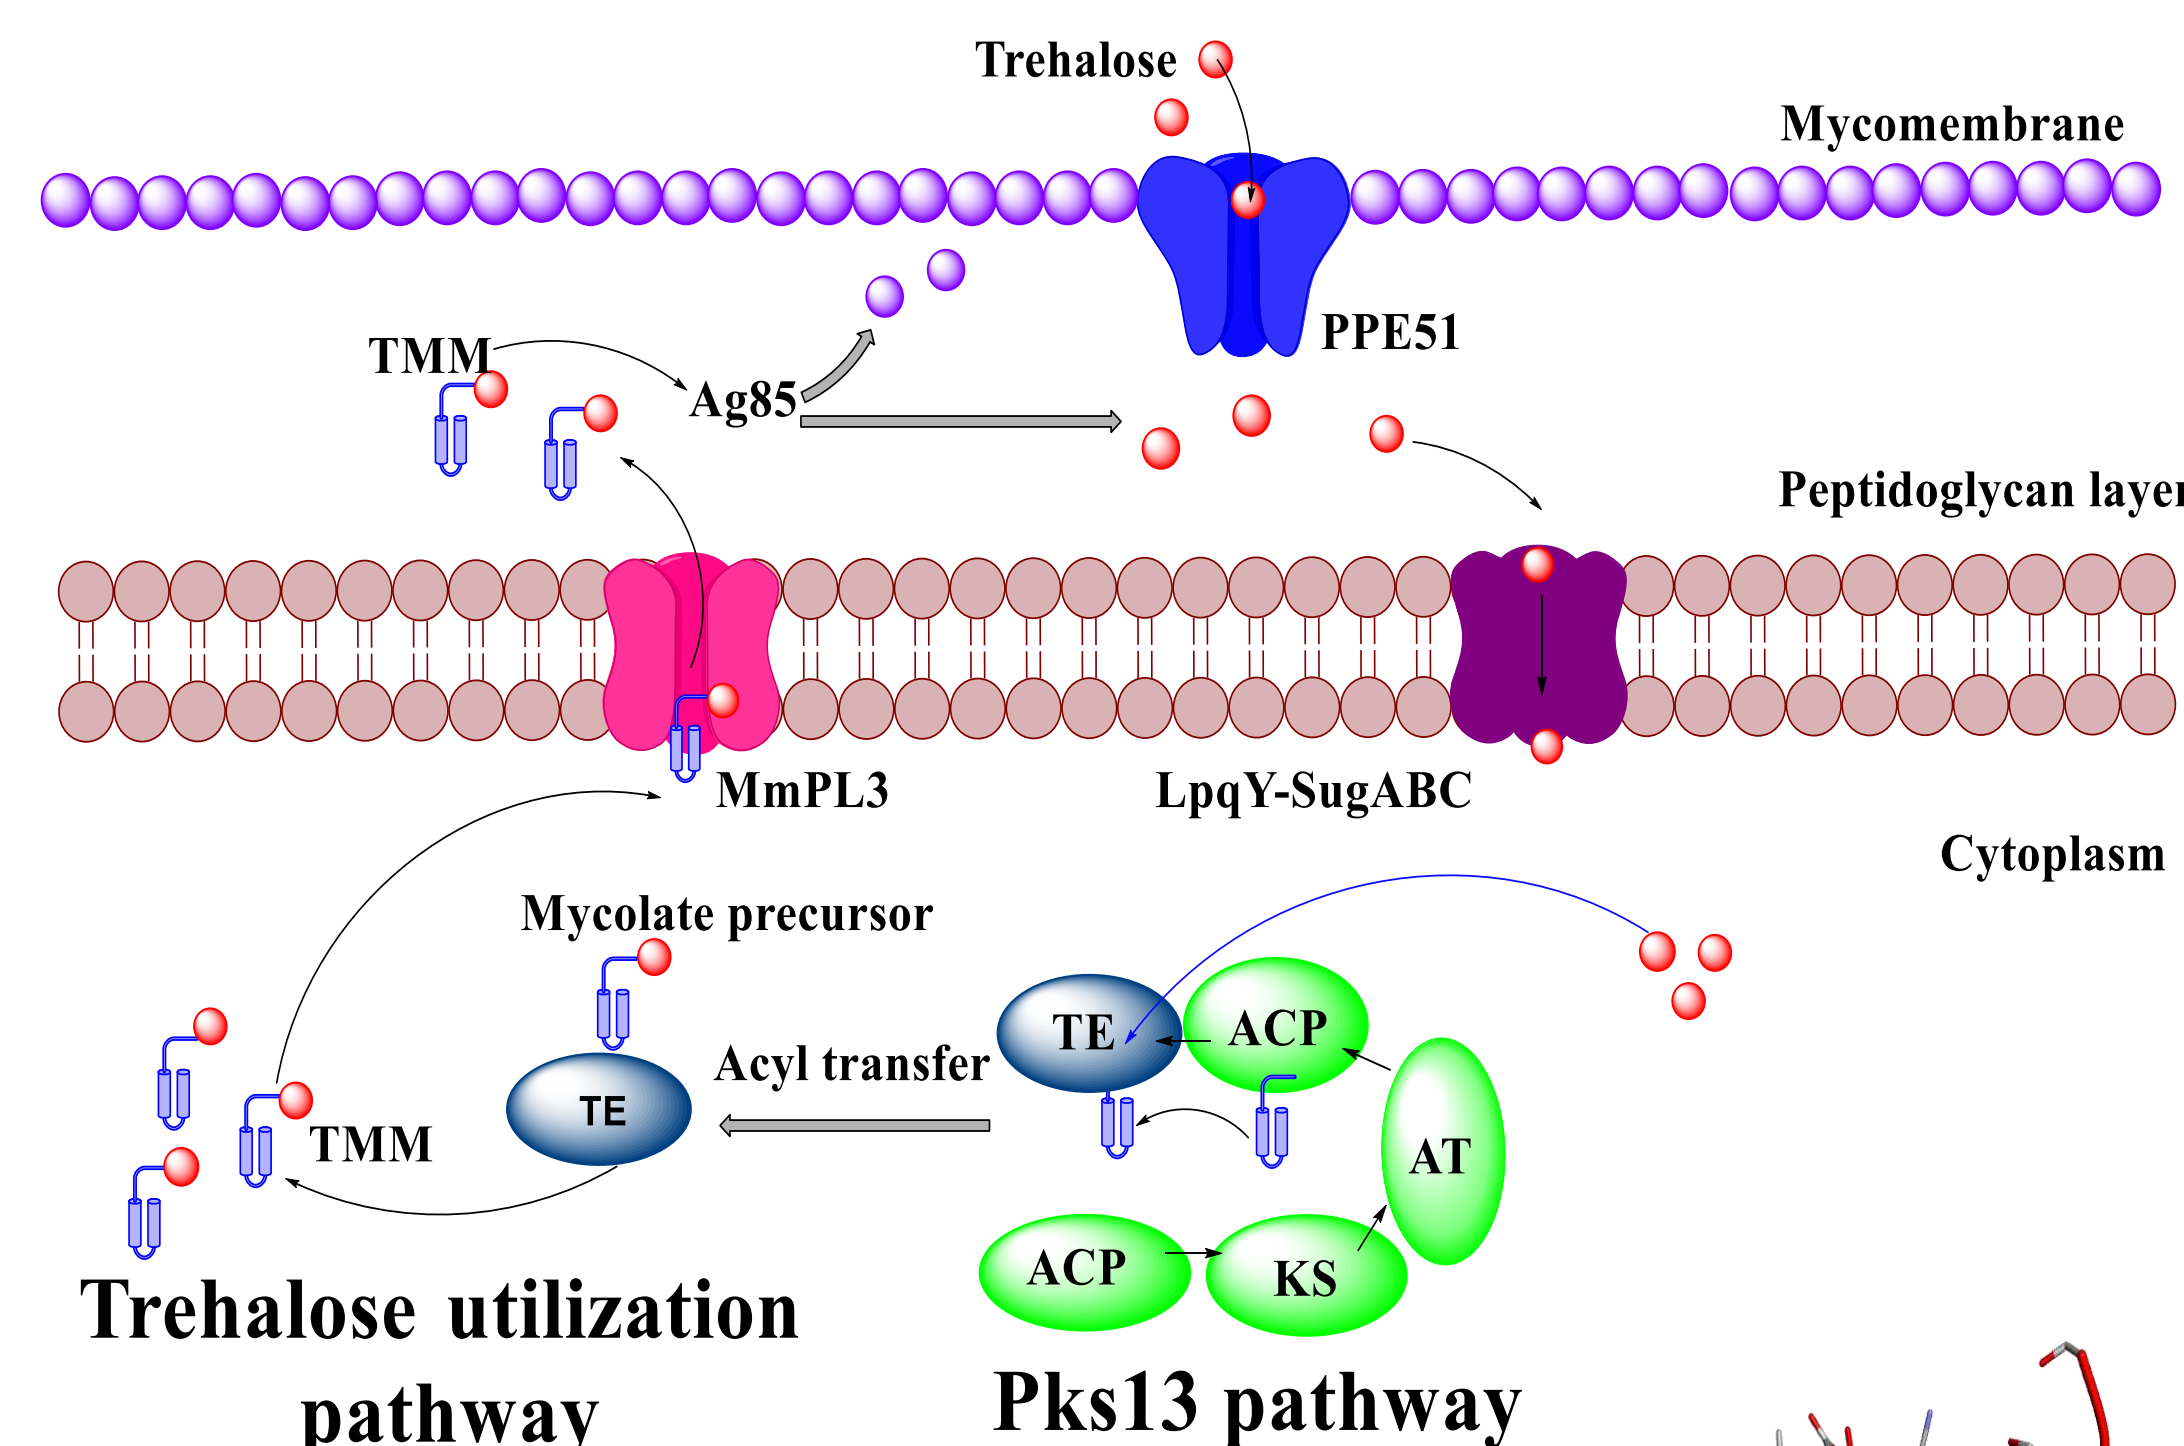 Trehalose
Mycomembrane
PPE51
TMM
Ag85
Peptidoglycan layer
MmPL3
LpqY-SugABC
Cytoplasm
Mycolate precursor
TE
ACP
Acyl transfer
TE
AT
TMM
ACP
KS
Trehalose utilization
pathway
Pks13 pathway